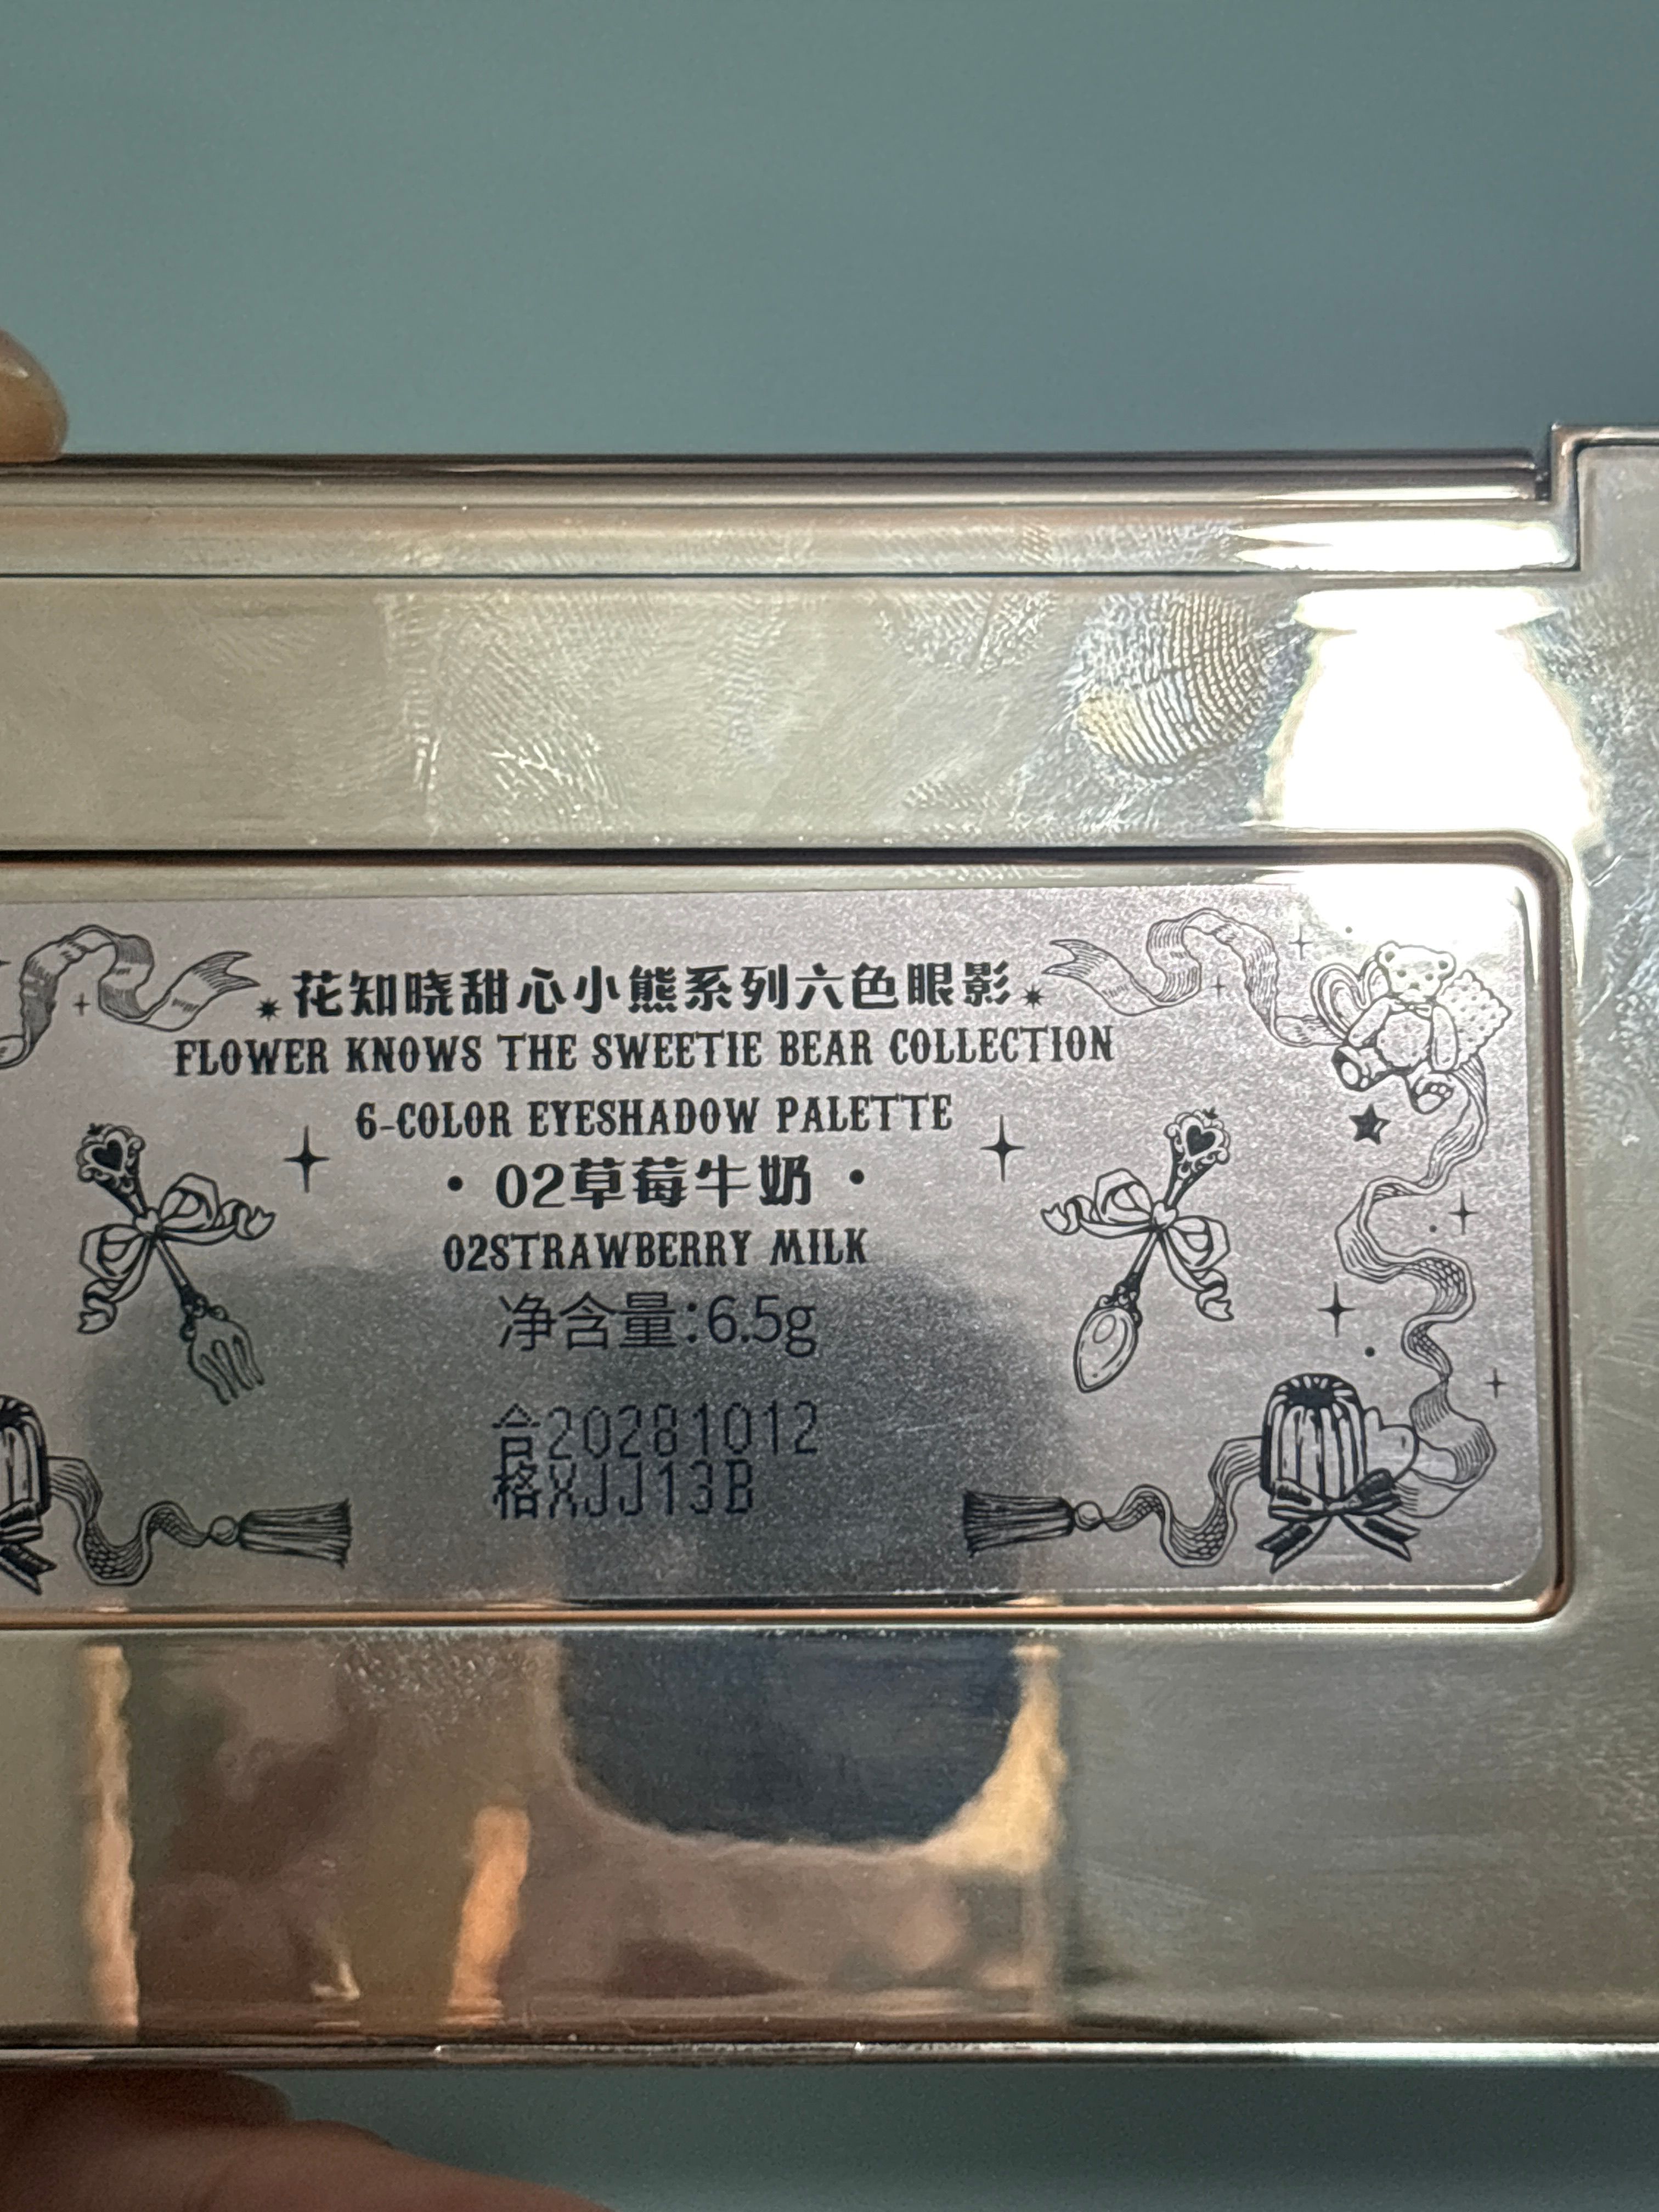 花知晓甜心小熊系列六色眼影
FLOWER KNOWS THE SWEETIE BEAR COLLECTION
6-COLOR EYESHADOW PALETTE
· 02草莓牛奶 ·
02STRAWBERRY MILK
净含量:6.5g
合20281012
格XJJ13B